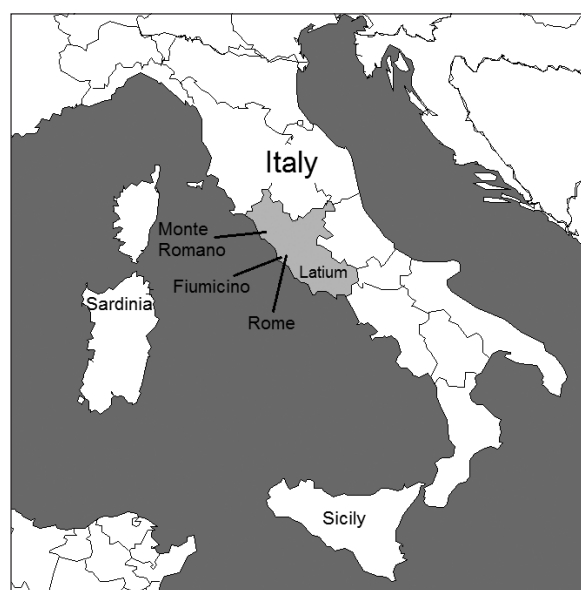 Italy
Monte
Romano
Latium
Fiumicino
Sardinia
Rome
Sicily